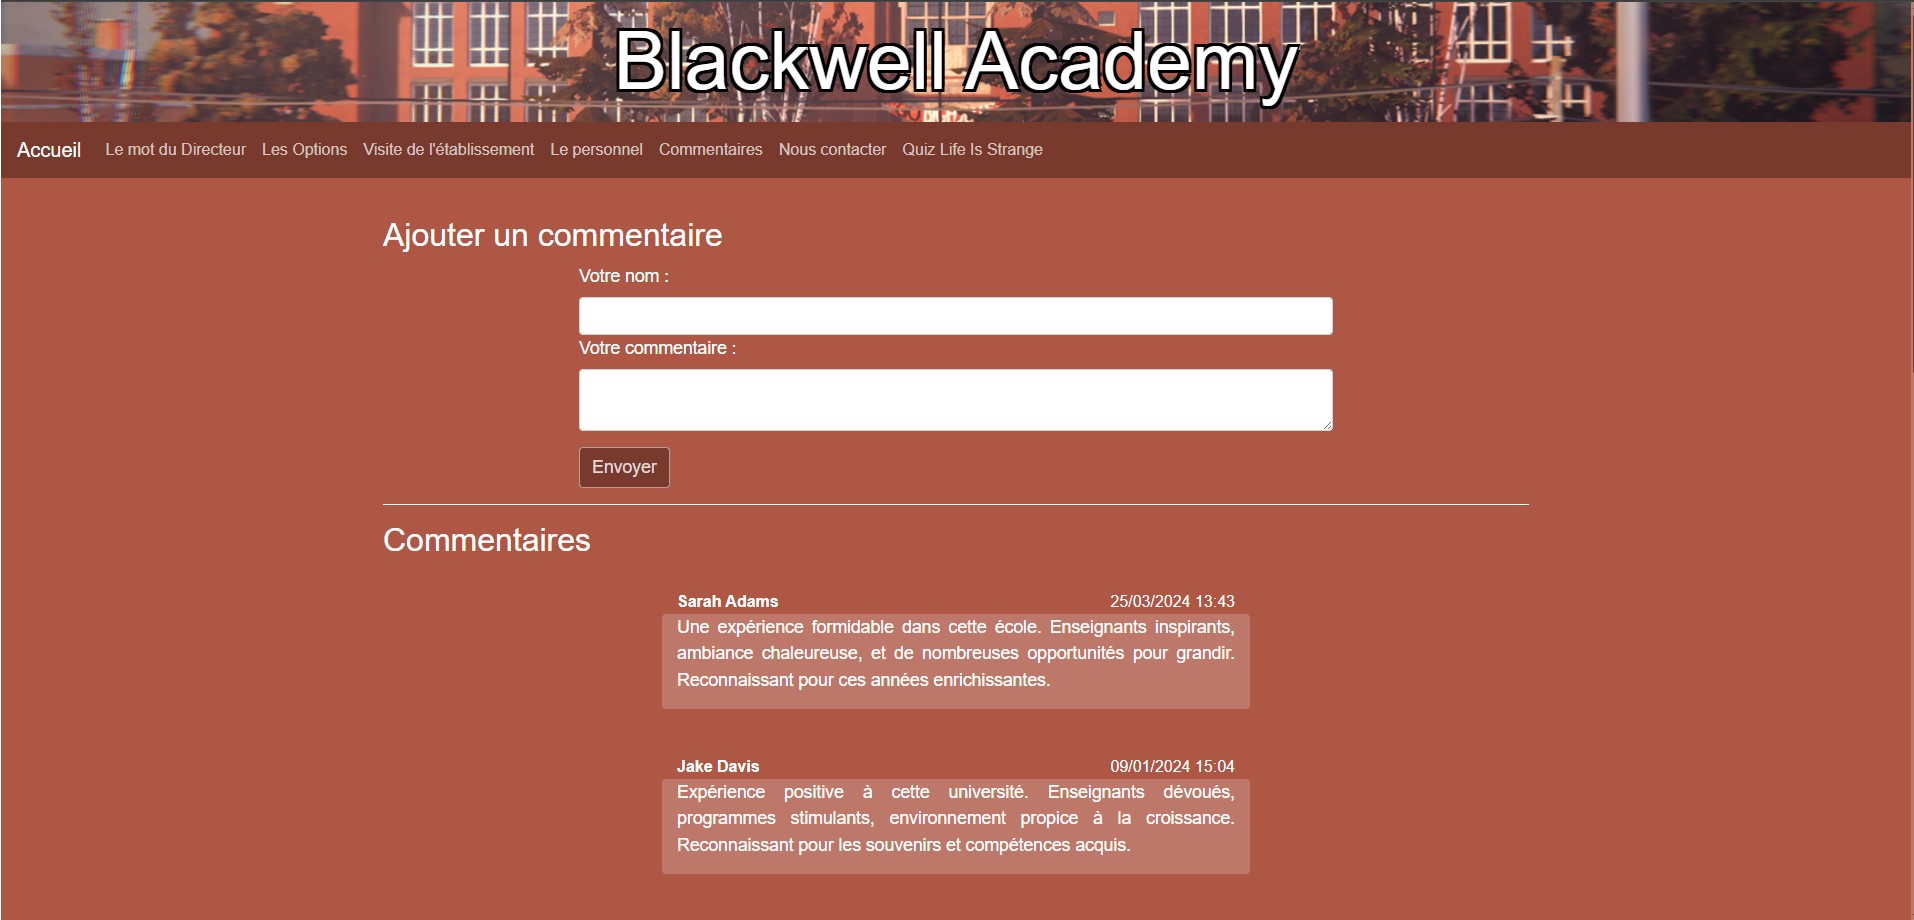 Blackwell Academy
Accueil Le mot du Directeur Les Options Visite de l'établissement Le personnel Commentaires Nous contacter Quiz Life Is Strange
Ajouter un commentaire
Votre nom :
Votre commentaire :
Envoyer
Commentaires
Sarah Adams 25/03/2024 13:43
Une expérience formidable dans cette école. Enseignants inspirants,
ambiance chaleureuse, et de nombreuses opportunités pour grandir.
Reconnaissant pour ces années enrichissantes.
Jake Davis 09/01/2024 15:04
Expérience positive à cette université. Enseignants dévoués,
programmes stimulants, environnement propice à la croissance.
Reconnaissant pour les souvenirs et compétences acquis.